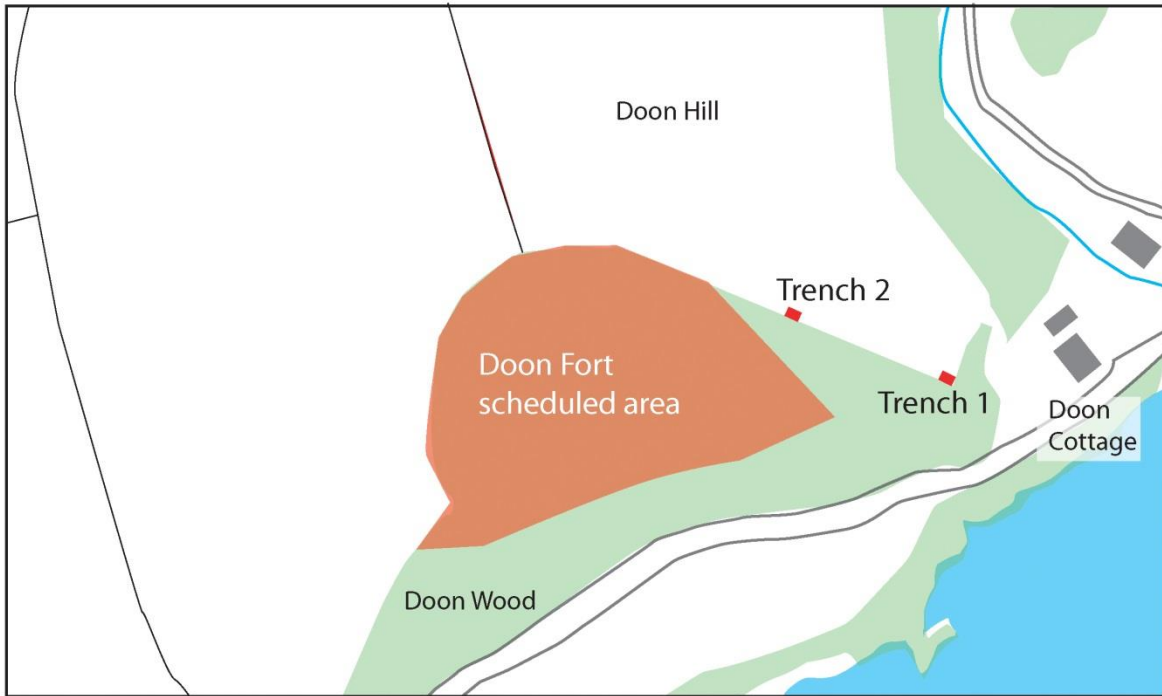 Doon Hill
Trench 2
Doon Fort
scheduled area
Trench 1
Doon
Cottage
Doon Wood